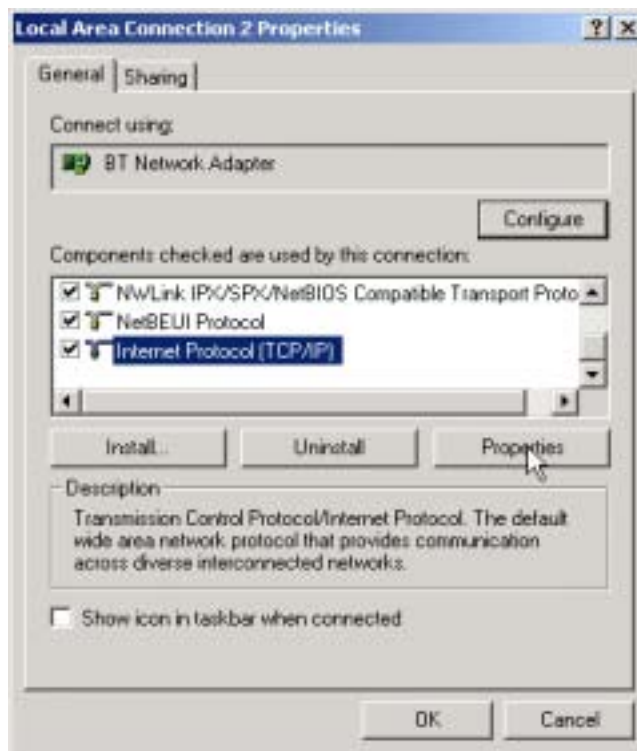 Local Area Connection 2 Properties
General
Sharing
Connect using:
BT Network Adapter
Configure
Components checked are used by this connection:
NWLink IPX/SPX/NetBIOS Compatible Transport Proto
NetBEUI Protocol
Internet Protocol (TCP/IP)
Install...
Uninstall
Properties
Description
Transmission Control Protocol/Internet Protocol. The default
wide area network protocol that provides communication
across diverse interconnected networks.
Show icon in taskbar when connected
OK
Cancel